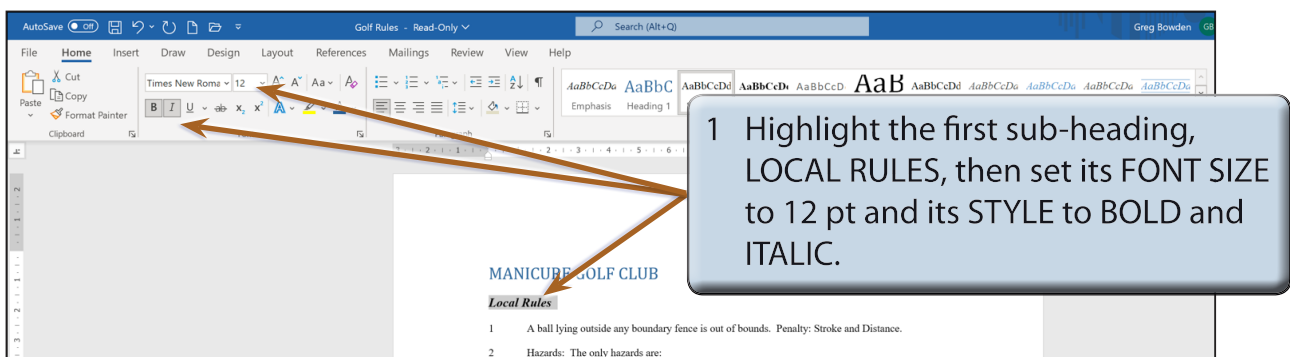 AutoSave Off Golf Rules - Read-Only Search (Alt+Q) Greg Bowden GB
File Home Insert Draw Design Layout References Mailings Review View Help
Cut
Copy
Paste
Format Painter
Clipboard
Times New Roma 12 A^ Aˇ Aa A
B I U ab x₂ x² A A
AaBbCcDd AaBbC AaBbCcDd AaBbCcDd AaBbCcD AaB AaBbCcDd AaBbCcDd AaBbCcDd AaBbCcDd AaBbCcDd
Emphasis Heading 1
1 Highlight the first sub-heading,
LOCAL RULES, then set its FONT SIZE
to 12 pt and its STYLE to BOLD and
ITALIC.
MANICURE GOLF CLUB
Local Rules
1 A ball lying outside any boundary fence is out of bounds. Penalty: Stroke and Distance.
2 Hazards: The only hazards are: